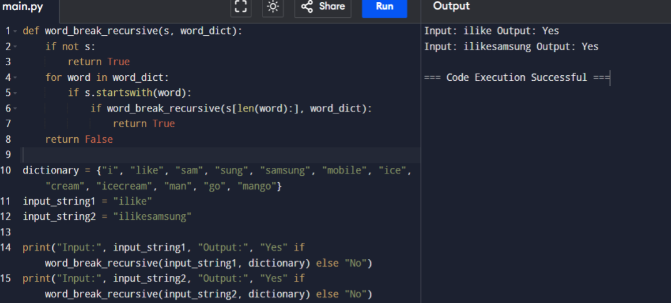 main.py Share Run Output
1 def word_break_recursive(s, word_dict):
2     if not s:
3         return True
4     for word in word_dict:
5         if s.startswith(word):
6             if word_break_recursive(s[len(word):], word_dict):
7                 return True
8     return False
9
10 dictionary = {"i", "like", "sam", "sung", "samsung", "mobile", "ice",
"cream", "icecream", "man", "go", "mango"}
11 input_string1 = "ilike"
12 input_string2 = "ilikesamsung"
13
14 print("Input:", input_string1, "Output:", "Yes" if
word_break_recursive(input_string1, dictionary) else "No")
15 print("Input:", input_string2, "Output:", "Yes" if
word_break_recursive(input_string2, dictionary) else "No")
Input: ilike Output: Yes
Input: ilikesamsung Output: Yes
=== Code Execution Successful ===